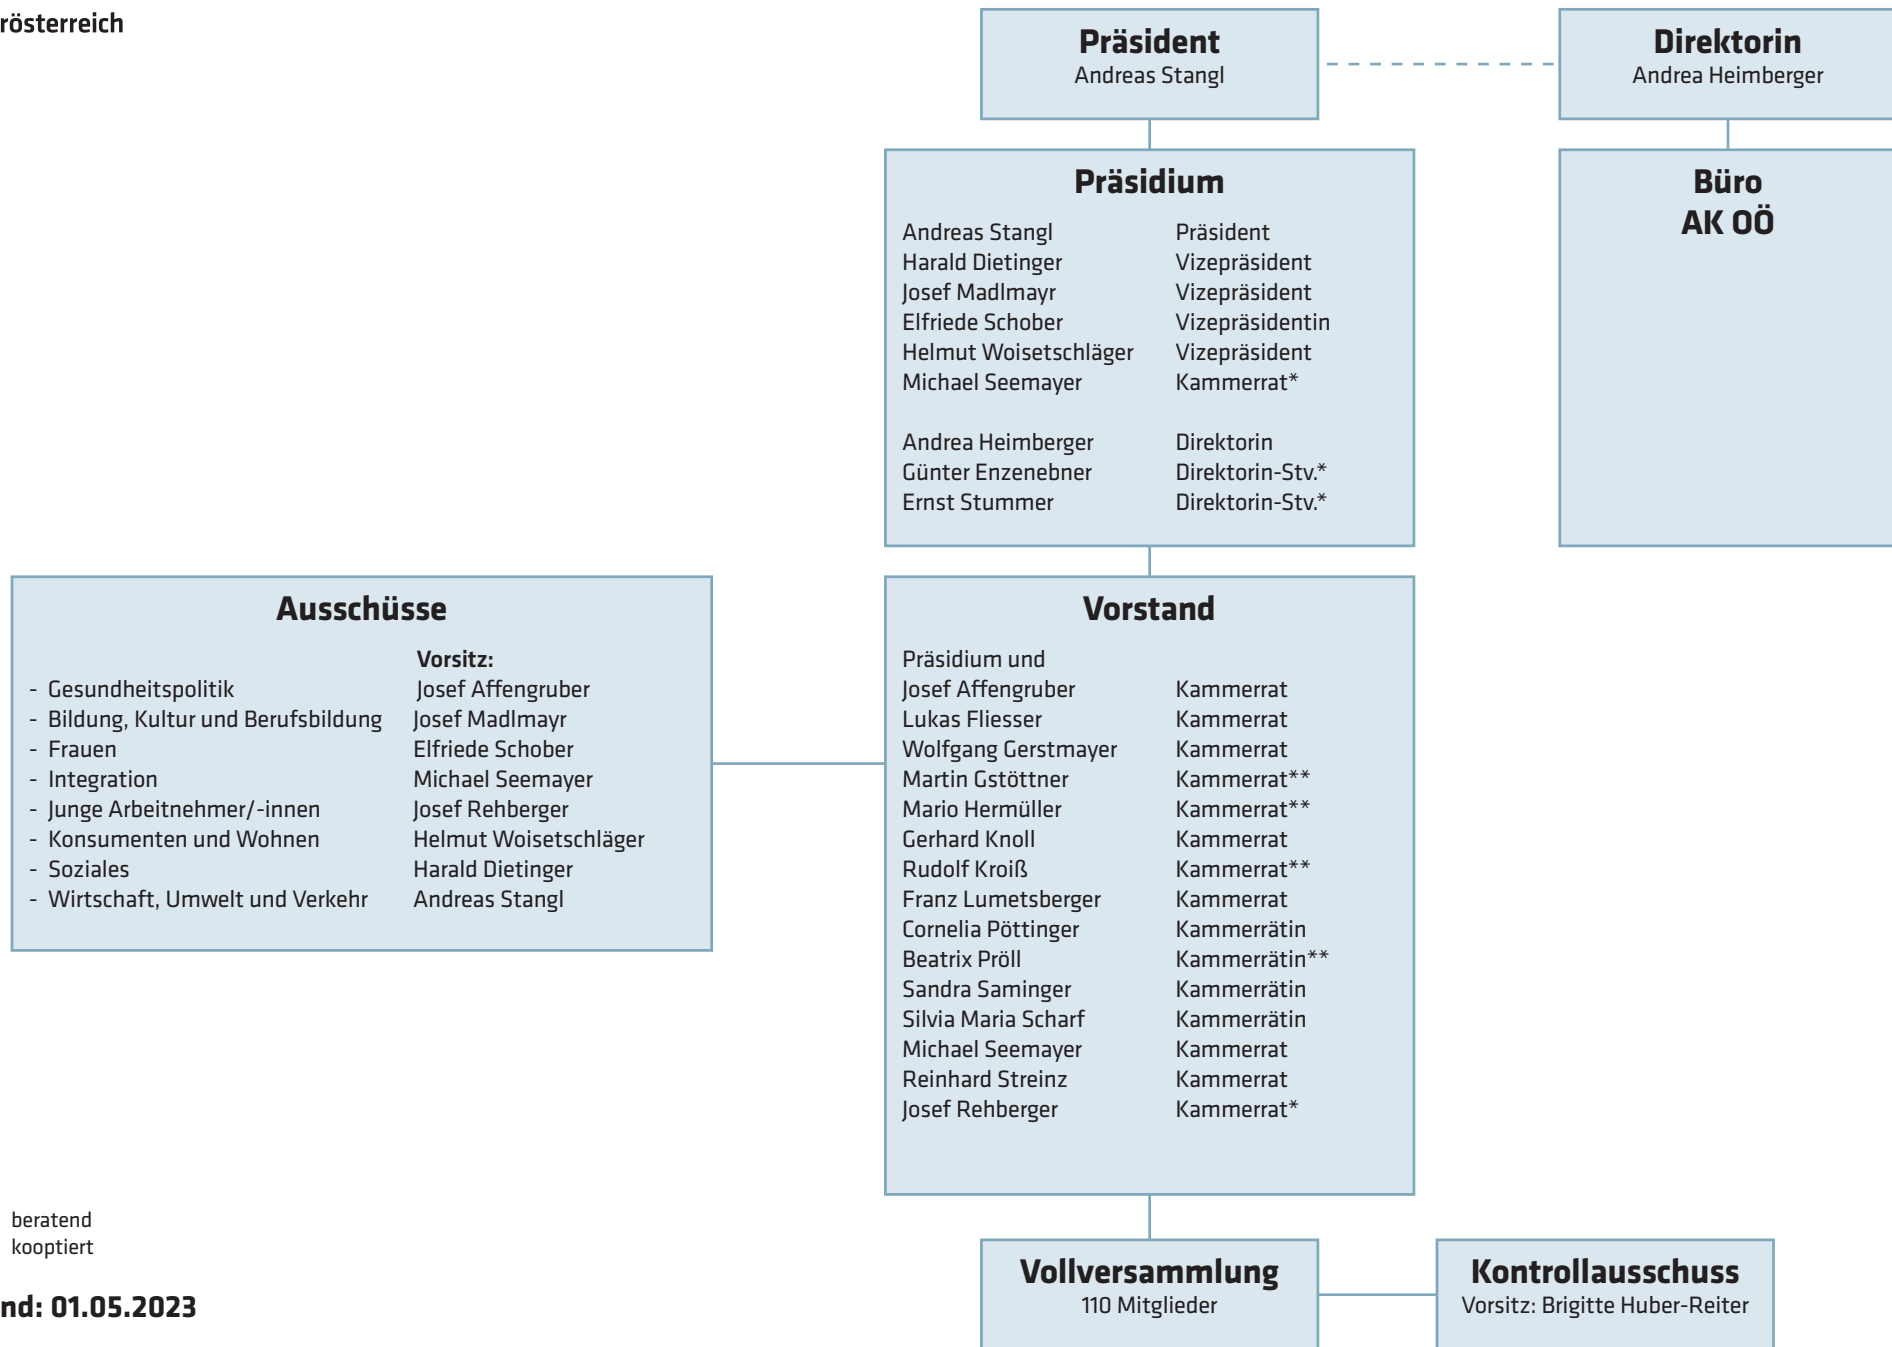 rösterreich
Präsident
Andreas Stangl
Direktorin
Andrea Heimberger
Präsidium
Andreas Stangl Präsident
Harald Dietinger Vizepräsident
Josef Madlmayr Vizepräsident
Elfriede Schober Vizepräsidentin
Helmut Woisetschläger Vizepräsident
Michael Seemayer Kammerrat*
Andrea Heimberger Direktorin
Günter Enzenebner Direktorin-Stv.*
Ernst Stummer Direktorin-Stv.*
Büro
AK OÖ
Ausschüsse
Vorsitz:
- Gesundheitspolitik Josef Affengruber
- Bildung, Kultur und Berufsbildung Josef Madlmayr
- Frauen Elfriede Schober
- Integration Michael Seemayer
- Junge Arbeitnehmer/-innen Josef Rehberger
- Konsumenten und Wohnen Helmut Woisetschläger
- Soziales Harald Dietinger
- Wirtschaft, Umwelt und Verkehr Andreas Stangl
Vorstand
Präsidium und
Josef Affengruber Kammerrat
Lukas Fliesser Kammerrat
Wolfgang Gerstmayer Kammerrat
Martin Gstöttner Kammerrat**
Mario Hermüller Kammerrat**
Gerhard Knoll Kammerrat
Rudolf Kroiß Kammerrat**
Franz Lumetsberger Kammerrat
Cornelia Pöttinger Kammerrätin
Beatrix Pröll Kammerrätin**
Sandra Saminger Kammerrätin
Silvia Maria Scharf Kammerrätin
Michael Seemayer Kammerrat
Reinhard Streinz Kammerrat
Josef Rehberger Kammerrat*
beratend
kooptiert
nd: 01.05.2023
Vollversammlung
110 Mitglieder
Kontrollausschuss
Vorsitz: Brigitte Huber-Reiter